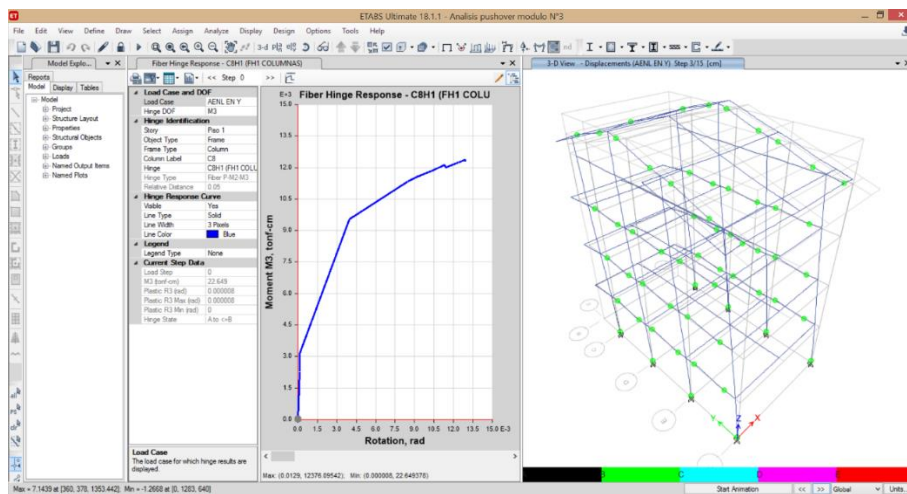 ETABS Ultimate 18.1.1 - Analisis pushover modulo N°3
File Edit View Define Draw Select Assign Analyze Display Design Options Tools Help
Model Explo...
Fiber Hinge Response - C8H1 (FH1 COLUMNAS)
3-D View - Displacements (AENL EN Y) Step 3/15 [cm]
Reports
Model Display Tables
Model
Project
Structure Layout
Properties
Structural Objects
Groups
Loads
Named Output Items
Named Plots
<< Step 0 >>
Load Case and DOF
Load Case AENL EN Y
Hinge DOF M3
Hinge Identification
Story Piso 1
Object Type Frame
Frame Type Column
Column Label C8
Hinge C8H1 (FH1 COLU
Hinge Type Fiber P-M2-M3
Relative Distance 0.05
Hinge Response Curve
Visible Yes
Line Type Solid
Line Width 3 Pixels
Line Color Blue
Legend
Legend Type None
Current Step Data
Load Step 0
M3 (tonf-cm) 22.649
Plastic R3 (rad) 0.000008
Plastic R3 Max (rad) 0.000008
Plastic R3 Min (rad) 0
Hinge State A to <=B
Load Case
The load case for which hinge results are displayed.
E+3 Fiber Hinge Response - C8H1 (FH1 COLU
15.0
13.5
12.0
10.5
9.0
7.5
6.0
4.5
3.0
1.5
0.0
Moment M3, tonf-cm
0.0 1.5 3.0 4.5 6.0 7.5 9.0 10.5 12.0 13.5 15.0 E-3
Rotation, rad
Max: (0.0129, 12376.09542); Min: (0.000008, 22.649378)
Y Z X
B C D E
Max = 7.1439 at [360, 378, 1353.442]; Min = -1.2668 at [0, 1283, 640]
Start Animation << >> Global Units...